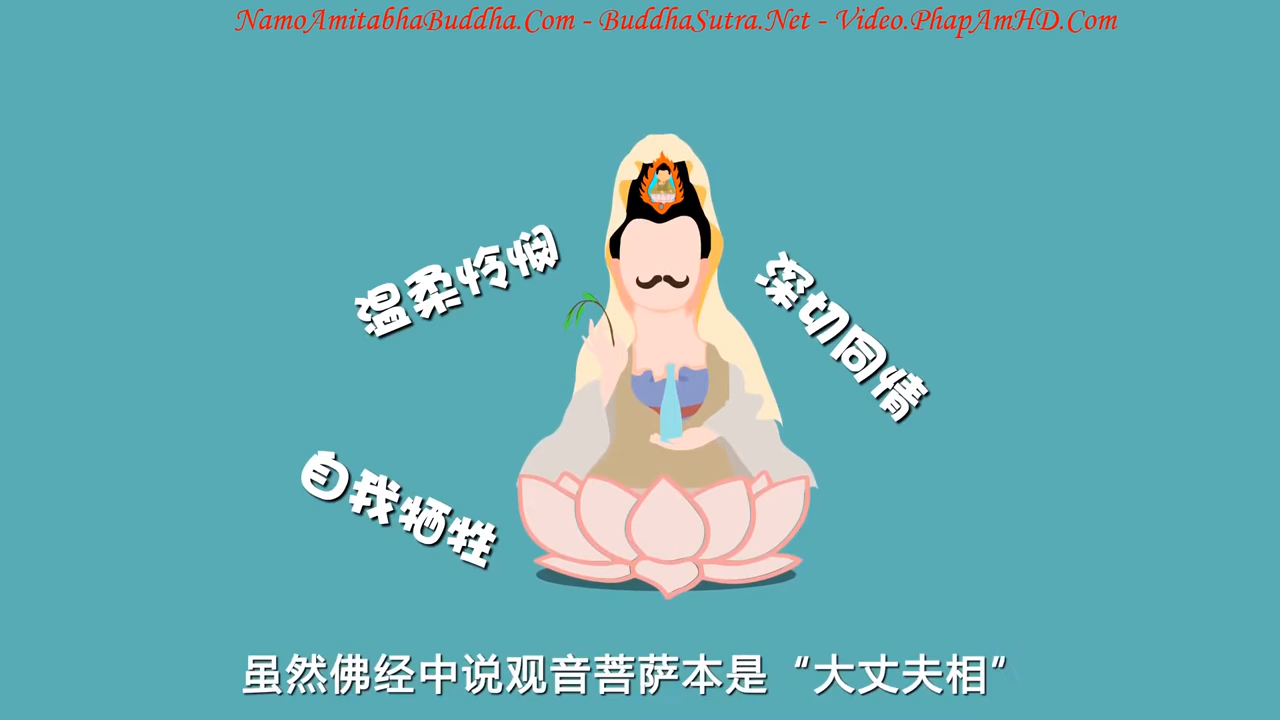 NamoAmitabhaBuddha.Com - BuddhaSutra.Net - Video.PhapAmHD.Com
温柔怜悯
深切同情
自我牺牲
虽然佛经中说观音菩萨本是“大丈夫相”